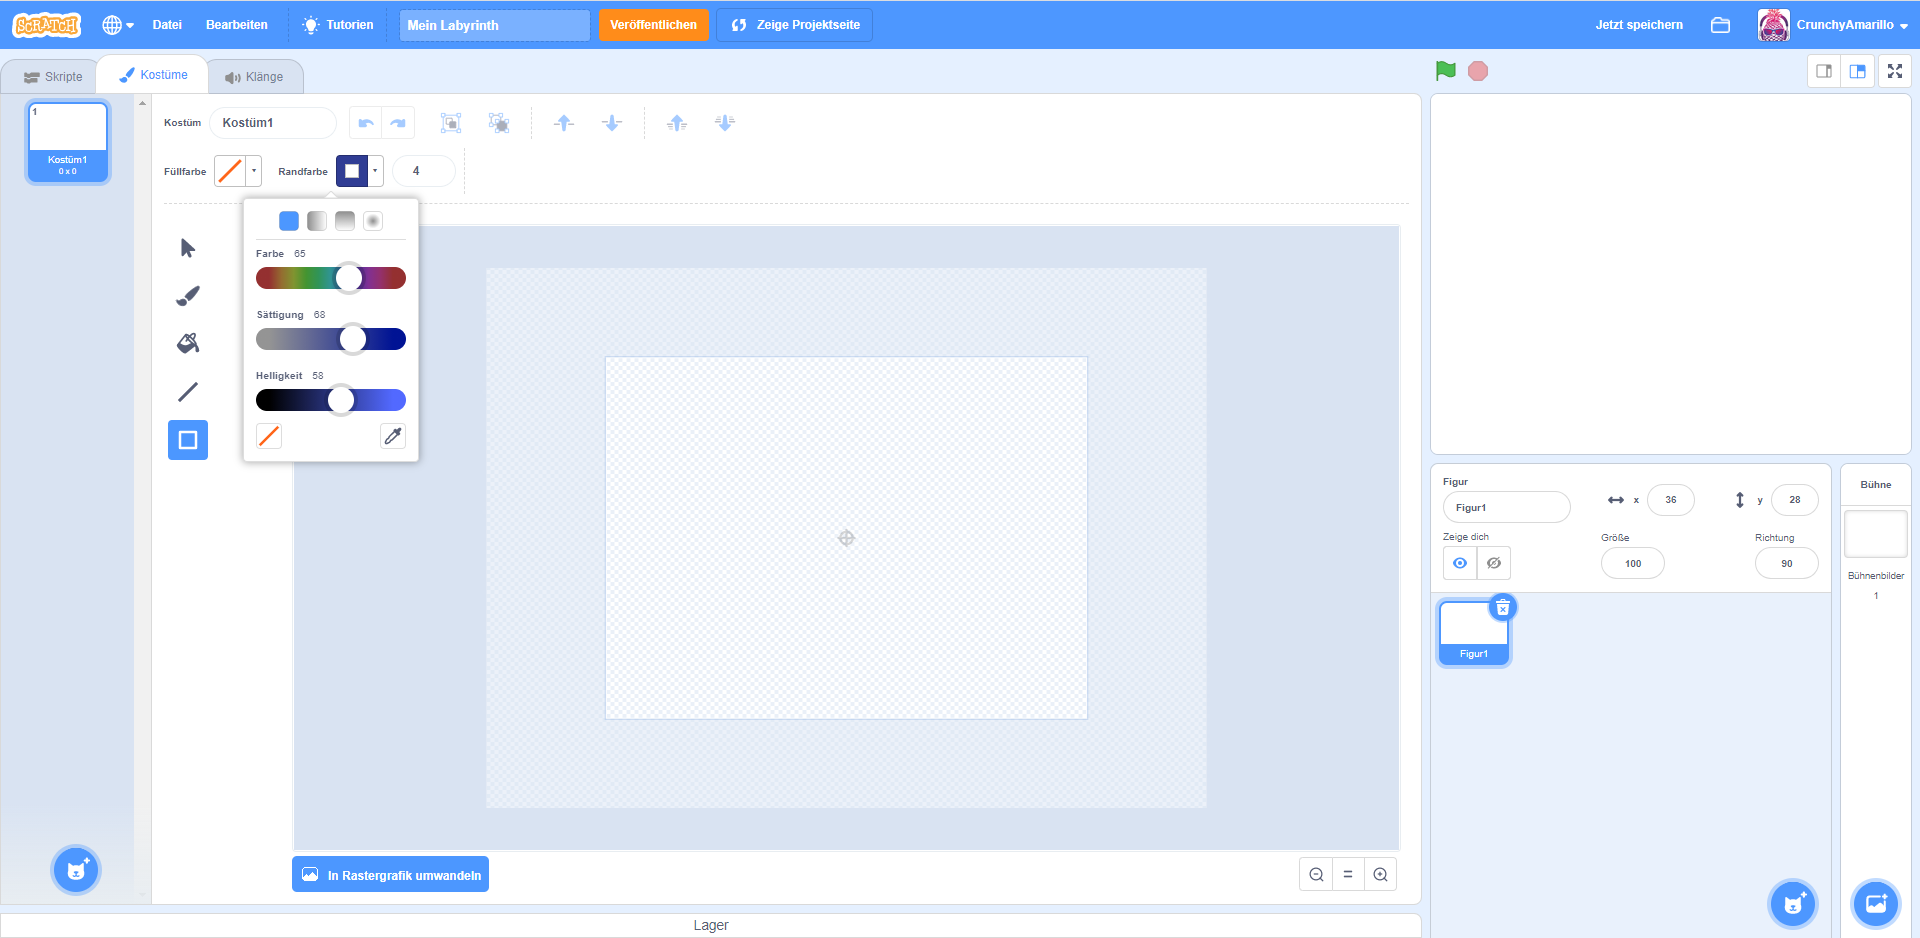 SCRATCH Datei Bearbeiten Tutorien Mein Labyrinth Veröffentlichen Zeige Projektseite Jetzt speichern CrunchyAmarillo
Skripte Kostüme Klänge
1
Kostüm1
0 x 0
Kostüm Kostüm1
Füllfarbe Randfarbe 4
Farbe 65
Sättigung 68
Helligkeit 58
In Rastergrafik umwandeln
Lager
Figur
Figur1 x 36 y 28
Zeige dich Größe Richtung
100 90
Figur1
Bühne
Bühnenbilder
1